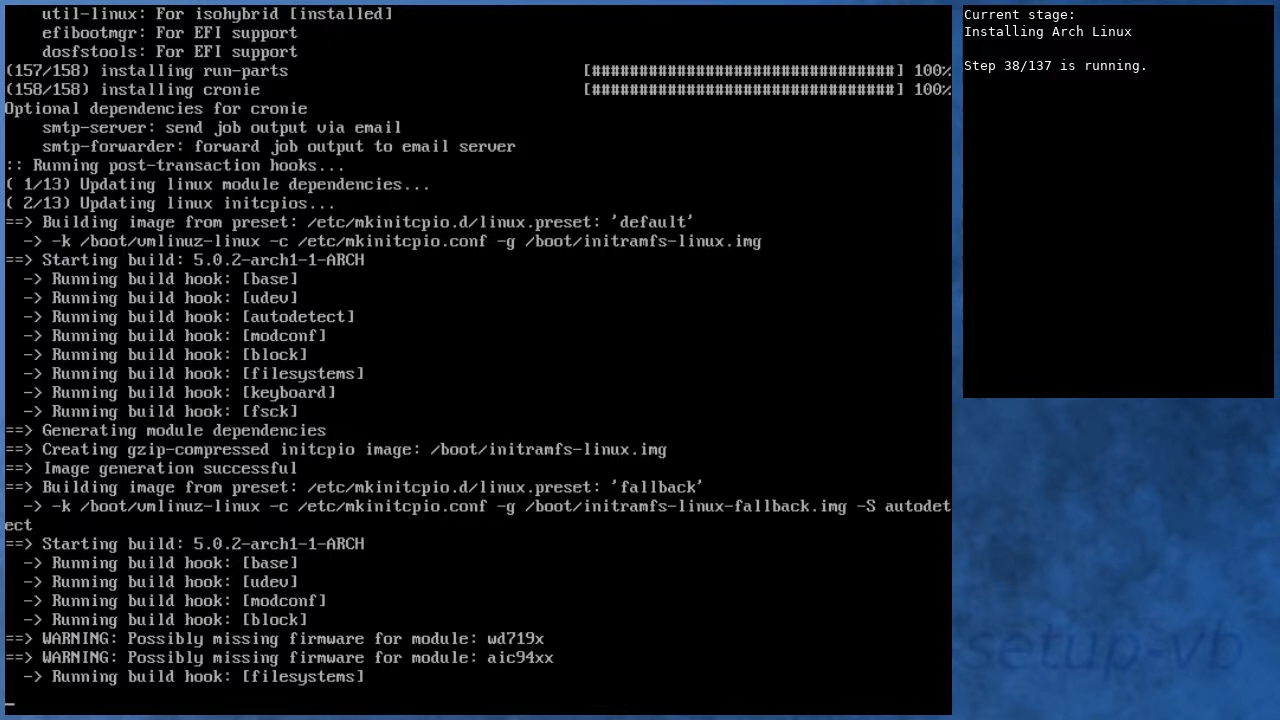 util-linux: For isohybrid [installed]
efibootmgr: For EFI support
dosfstools: For EFI support
(157/158) installing run-parts [################################] 100%
(158/158) installing cronie [################################] 100%
Optional dependencies for cronie
smtp-server: send job output via email
smtp-forwarder: forward job output to email server
:: Running post-transaction hooks...
( 1/13) Updating linux module dependencies...
( 2/13) Updating linux initcpios...
==> Building image from preset: /etc/mkinitcpio.d/linux.preset: 'default'
-> -k /boot/vmlinuz-linux -c /etc/mkinitcpio.conf -g /boot/initramfs-linux.img
==> Starting build: 5.0.2-arch1-1-ARCH
-> Running build hook: [base]
-> Running build hook: [udev]
-> Running build hook: [autodetect]
-> Running build hook: [modconf]
-> Running build hook: [block]
-> Running build hook: [filesystems]
-> Running build hook: [keyboard]
-> Running build hook: [fsck]
==> Generating module dependencies
==> Creating gzip-compressed initcpio image: /boot/initramfs-linux.img
==> Image generation successful
==> Building image from preset: /etc/mkinitcpio.d/linux.preset: 'fallback'
-> -k /boot/vmlinuz-linux -c /etc/mkinitcpio.conf -g /boot/initramfs-linux-fallback.img -S autodet
ect
==> Starting build: 5.0.2-arch1-1-ARCH
-> Running build hook: [base]
-> Running build hook: [udev]
-> Running build hook: [modconf]
-> Running build hook: [block]
==> WARNING: Possibly missing firmware for module: wd719x
==> WARNING: Possibly missing firmware for module: aic94xx
-> Running build hook: [filesystems]
_
Current stage:
Installing Arch Linux
Step 38/137 is running.
setup-vb